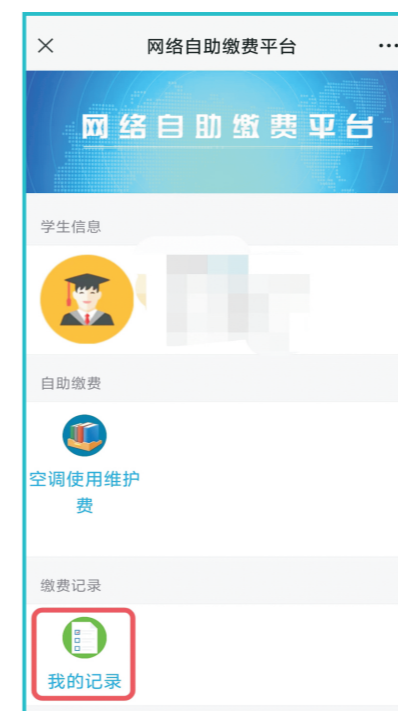 网络自助缴费平台
网络自助缴费平台
学生信息
自助缴费
空调使用维护
费
缴费记录
我的记录